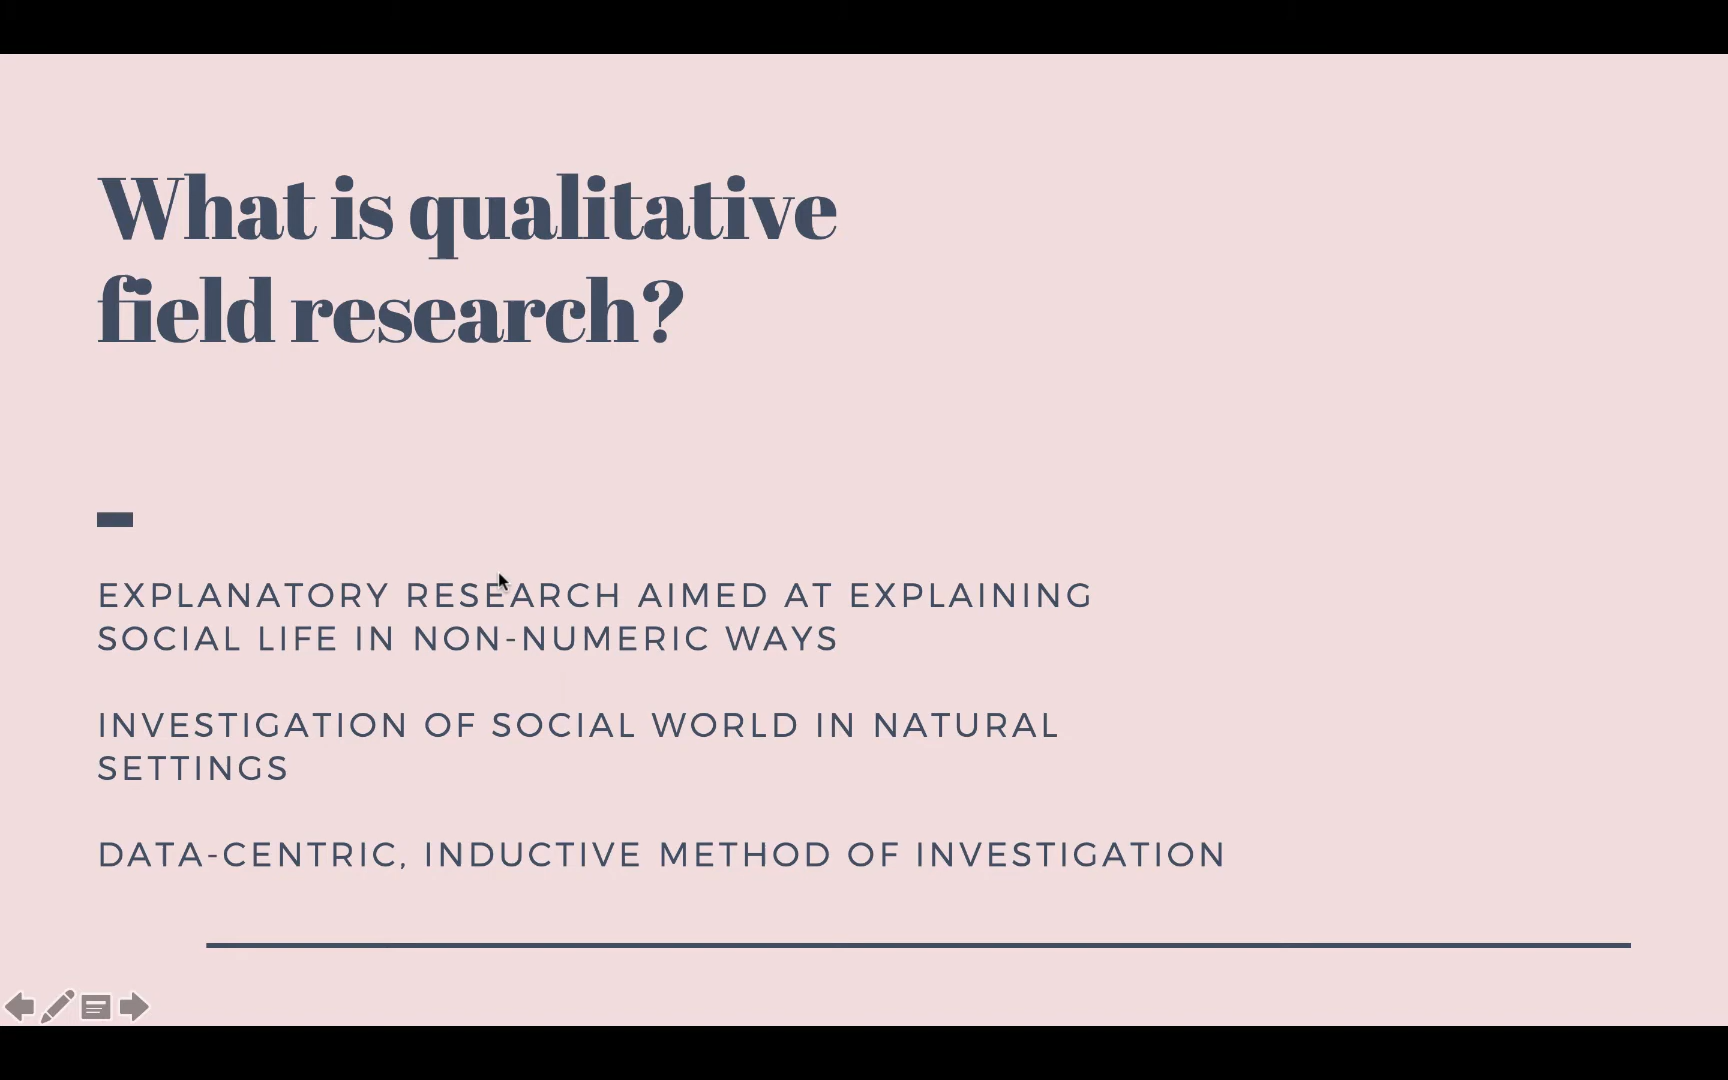 What is qualitative
field research?
EXPLANATORY RESEARCH AIMED AT EXPLAINING
SOCIAL LIFE IN NON-NUMERIC WAYS
INVESTIGATION OF SOCIAL WORLD IN NATURAL
SETTINGS
DATA-CENTRIC, INDUCTIVE METHOD OF INVESTIGATION